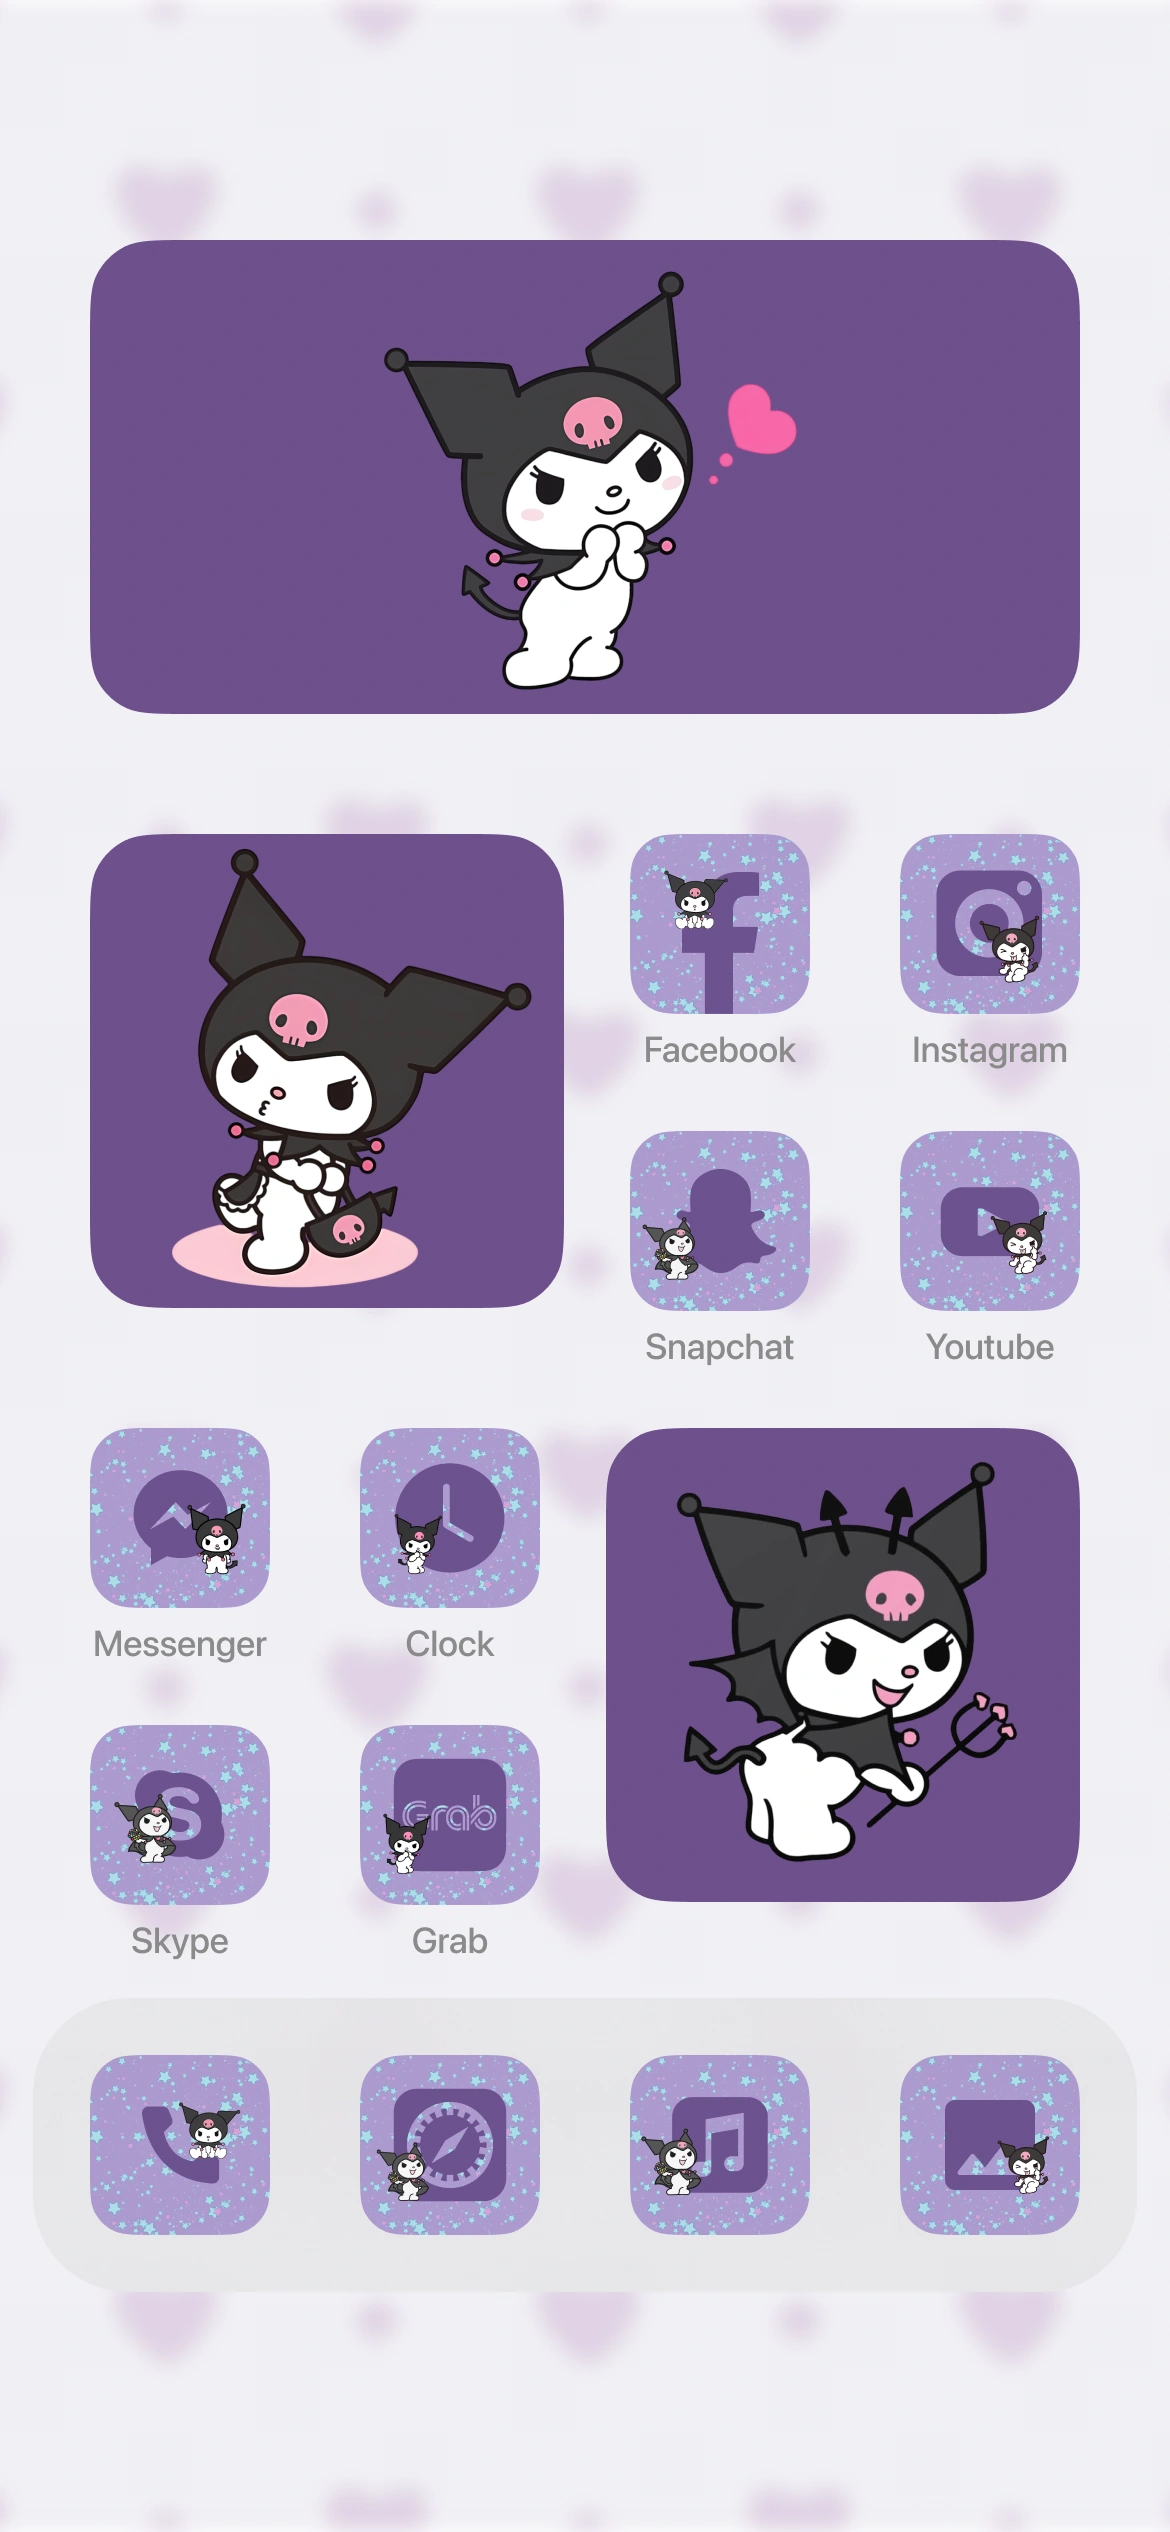 Facebook
Instagram
Snapchat
Youtube
Messenger
Clock
S
Grab
Skype
Grab